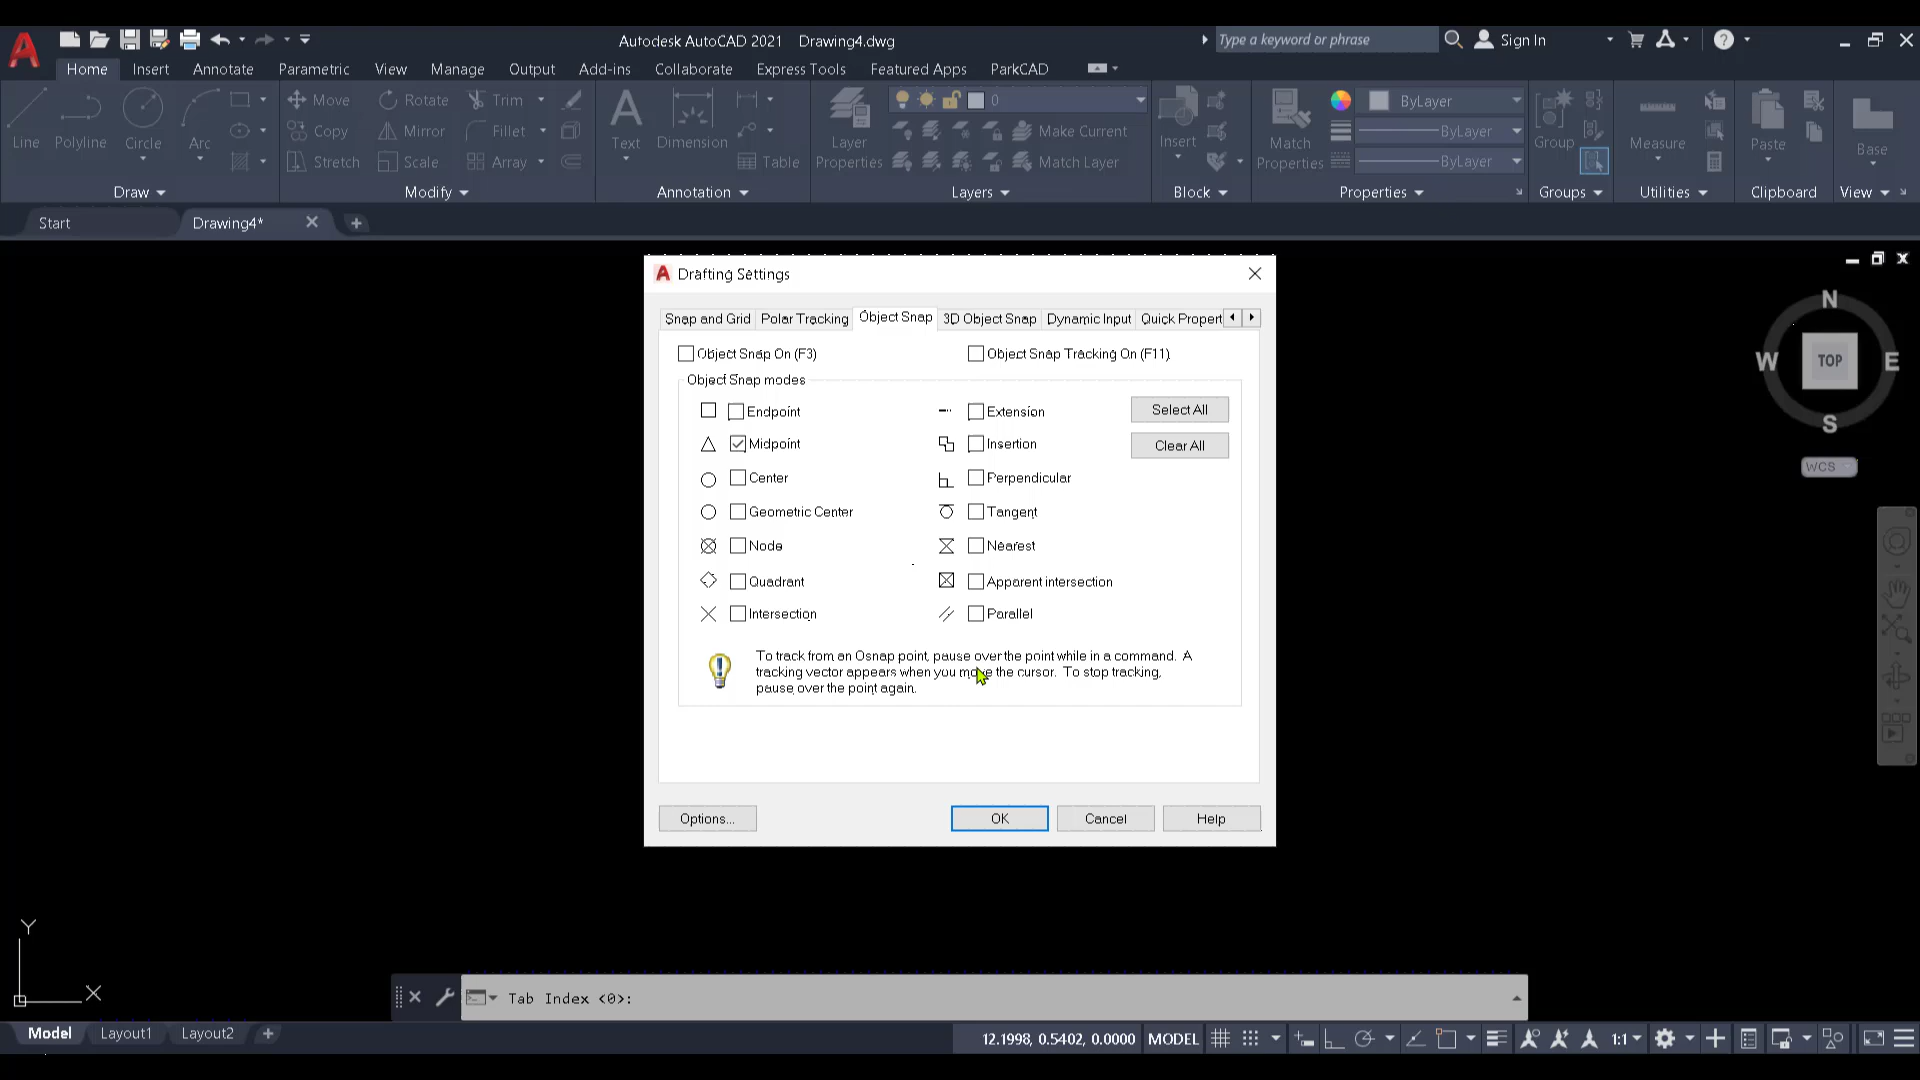 Autodesk AutoCAD 2021 Drawing4.dwg
Type a keyword or phrase
Sign In
Home Insert Annotate Parametric View Manage Output Add-ins Collaborate Express Tools Featured Apps ParkCAD
Line
Polyline
Circle
Arc
Move
Rotate
Trim
Copy
Mirror
Fillet
Stretch
Scale
Array
Text
Dimension
Table
Layer
Properties
0
Make Current
Match Layer
Insert
Match
Properties
ByLayer
ByLayer
ByLayer
Group
Measure
Paste
Base
Draw Modify Annotation Layers Block Properties Groups Utilities Clipboard View
Start Drawing4*
Drafting Settings
Snap and Grid Polar Tracking Object Snap 3D Object Snap Dynamic Input Quick Propert
Object Snap On (F3) Object Snap Tracking On (F11)
Object Snap modes
Endpoint Extension Select All
Midpoint Insertion Clear All
Center Perpendicular
Geometric Center Tangent
Node Nearest
Quadrant Apparent intersection
Intersection Parallel
To track from an Osnap point, pause over the point while in a command. A
tracking vector appears when you move the cursor. To stop tracking,
pause over the point again.
Options... OK Cancel Help
N
W TOP E
S
WCS
Y
X
Tab Index <0>:
Model Layout1 Layout2
12.1998, 0.5402, 0.0000 MODEL 1:1